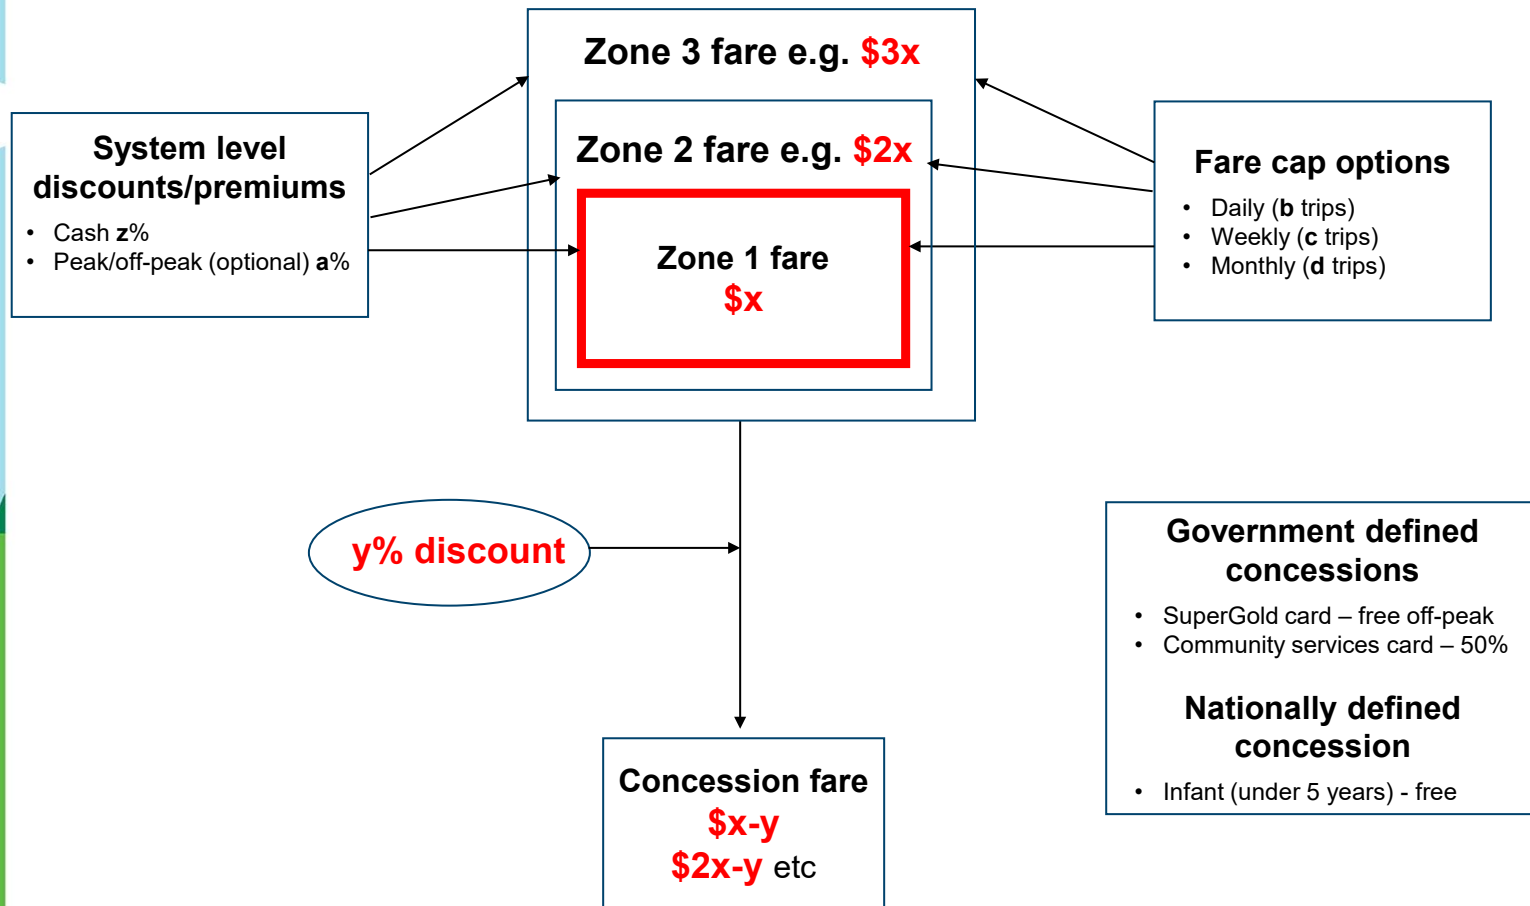 Zone 3 fare e.g. $3x
Zone 2 fare e.g. $2x
Zone 1 fare
$x
System level
discounts/premiums
• Cash z%
• Peak/off-peak (optional) a%
Fare cap options
• Daily (b trips)
• Weekly (c trips)
• Monthly (d trips)
y% discount
Government defined
concessions
• SuperGold card – free off-peak
• Community services card – 50%
Nationally defined
concession
• Infant (under 5 years) - free
Concession fare
$x-y
$2x-y etc